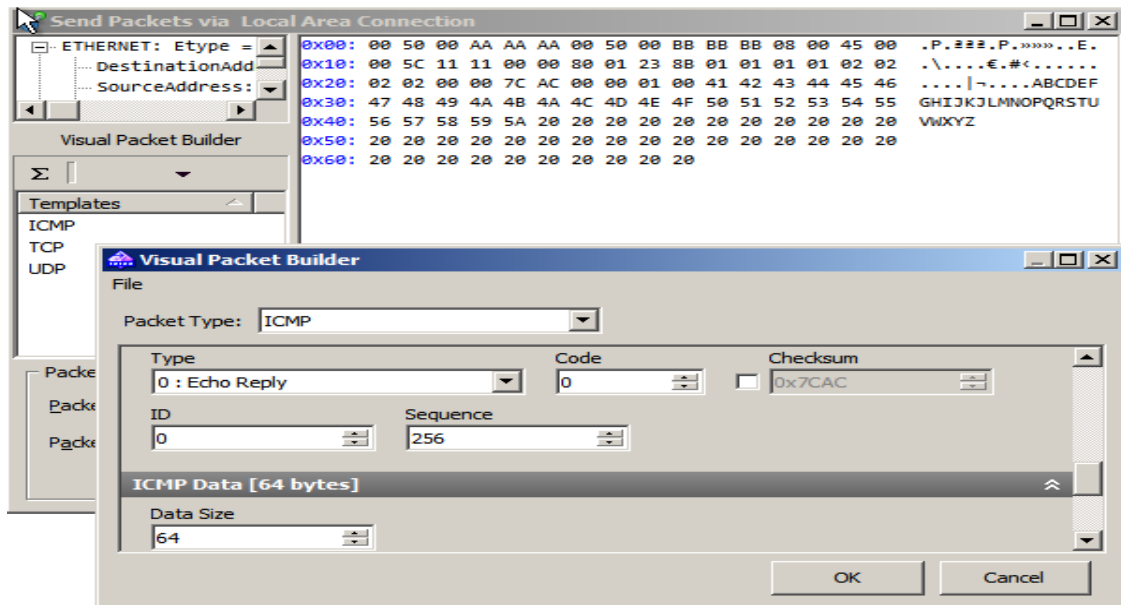 Send Packets via Local Area Connection
ETHERNET: Etype =
DestinationAdd
SourceAddress:
Visual Packet Builder
Σ
Templates
ICMP
TCP
UDP
0x00: 00 50 00 AA AA AA 00 50 00 BB BB BB 08 00 45 00 .P.ªªª.P.»»»..E.
0x10: 00 5C 11 11 00 00 80 01 23 8B 01 01 01 01 02 02 .\....€.#‹......
0x20: 02 02 00 00 7C AC 00 00 01 00 41 42 43 44 45 46 ....|¬....ABCDEF
0x30: 47 48 49 4A 4B 4A 4C 4D 4E 4F 50 51 52 53 54 55 GHIJKJLMNOPQRSTU
0x40: 56 57 58 59 5A 20 20 20 20 20 20 20 20 20 20 20 VWXYZ
0x50: 20 20 20 20 20 20 20 20 20 20 20 20 20 20 20 20
0x60: 20 20 20 20 20 20 20 20 20 20
Packe
Packe
Packe
Visual Packet Builder
File
Packet Type: ICMP
Type Code Checksum
0 : Echo Reply 0 0x7CAC
ID Sequence
0 256
ICMP Data [64 bytes]
Data Size
64
OK Cancel